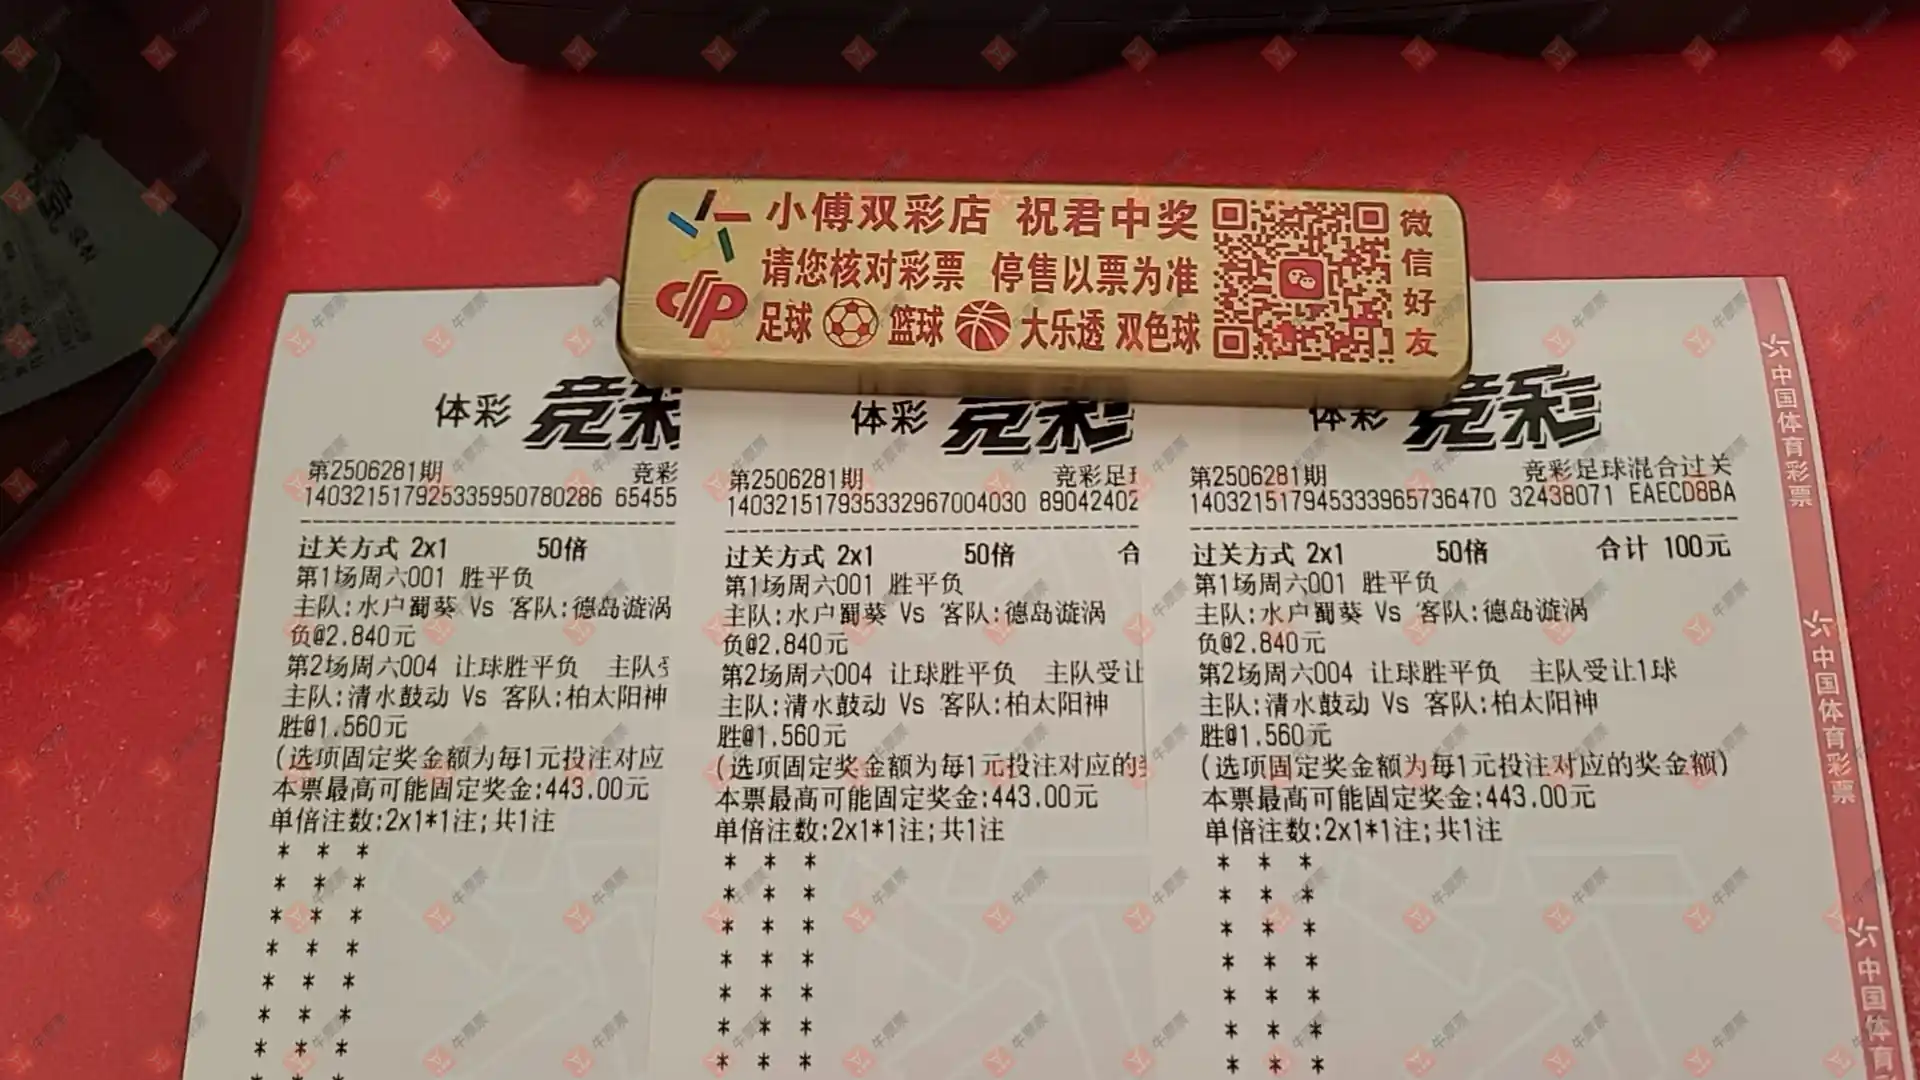 小傅双彩店 祝君中奖
请您核对彩票 停售以票为准
足球 篮球 大乐透 双色球
微信好友
体彩 竞彩
第2506281期 竞彩
140321517925335950780286 65455
过关方式 2x1 50倍
第1场周六001 胜平负
主队:水户蜀葵 Vs 客队:德岛漩涡
负@2.840元
第2场周六004 让球胜平负 主队受
主队:清水鼓动 Vs 客队:柏太阳神
胜@1.560元
(选项固定奖金额为每1元投注对应
本票最高可能固定奖金:443.00元
单倍注数:2x1*1注;共1注
* * *
* * *
* * *
* * *
* * *
* * *
* * *
体彩 竞彩
第2506281期 竞彩足球
140321517935332967004030 89042402
过关方式 2x1 50倍 合
第1场周六001 胜平负
主队:水户蜀葵 Vs 客队:德岛漩涡
负@2.840元
第2场周六004 让球胜平负 主队受让
主队:清水鼓动 Vs 客队:柏太阳神
胜@1.560元
(选项固定奖金额为每1元投注对应的
本票最高可能固定奖金:443.00元
单倍注数:2x1*1注;共1注
* * *
* * *
* * *
* * *
* * *
* * *
* * *
体彩 竞彩
第2506281期 竞彩足球混合过关
140321517945333965736470 32438071 EAECD8BA
过关方式 2x1 50倍 合计 100元
第1场周六001 胜平负
主队:水户蜀葵 Vs 客队:德岛漩涡
负@2.840元
第2场周六004 让球胜平负 主队受让1球
主队:清水鼓动 Vs 客队:柏太阳神
胜@1.560元
(选项固定奖金额为每1元投注对应的奖金额)
本票最高可能固定奖金:443.00元
单倍注数:2x1*1注;共1注
* * *
* * *
* * *
* * *
* * *
* * *
* * *
中国体育彩票
中国体育彩票
中国体育